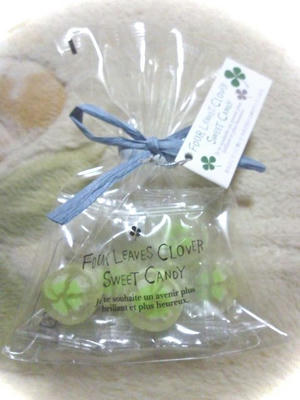 FOUR LEAVES CLOVER
SWEET CANDY
FOUR LEAVES CLOVER
SWEET CANDY
Je te souhaite un avenir plus
brillant et plus heureux.